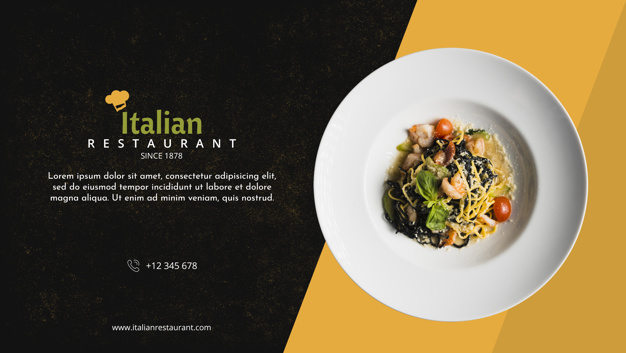 Italian
RESTAURANT
SINCE 1878
Lorem ipsum dolor sit amet, consectetur adipisicing elit,
sed do eiusmod tempor incididunt ut labore et dolore
magna aliqua. Ut enim ad minim veniam, quis nostrud.
+12 345 678
www.italianrestaurant.com